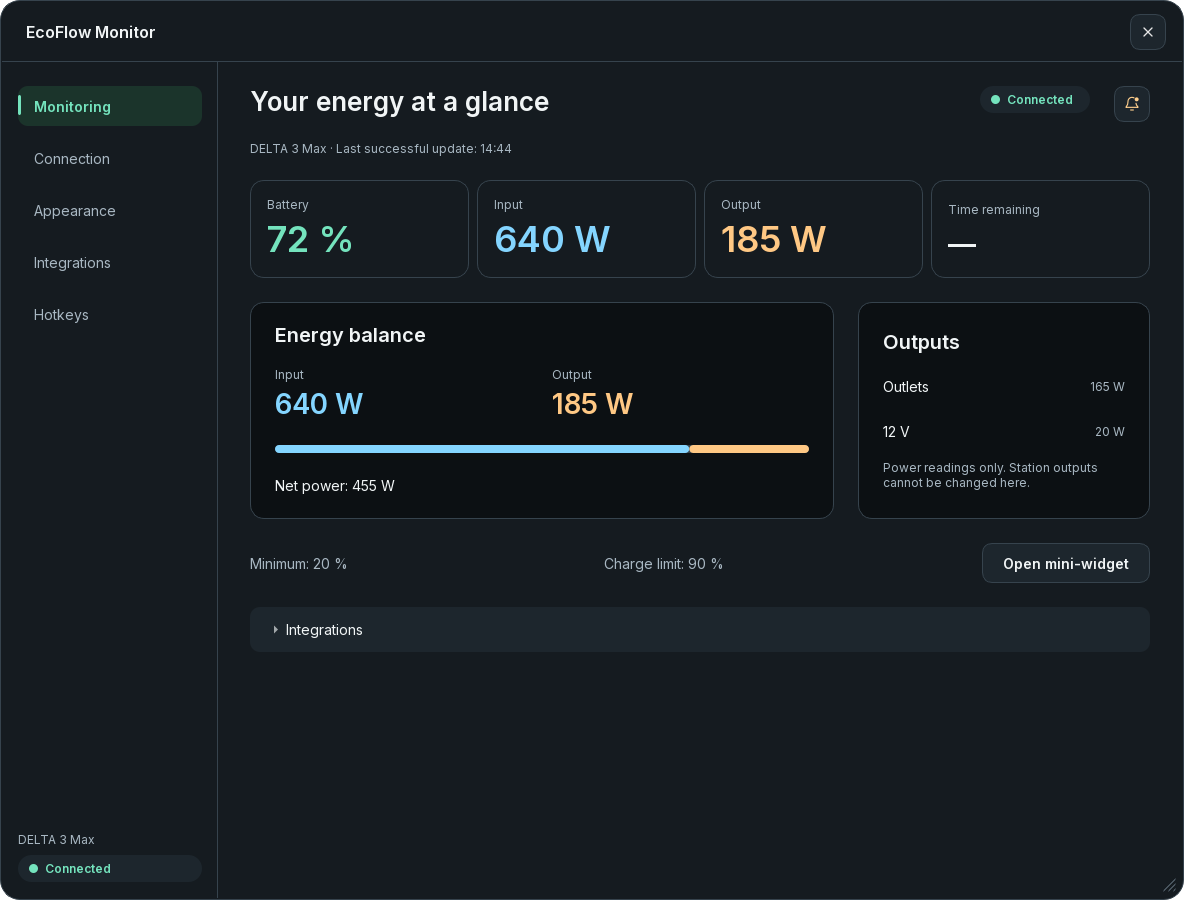 EcoFlow Monitor
Monitoring
Connection
Appearance
Integrations
Hotkeys
DELTA 3 Max
Connected
Your energy at a glance
Connected
DELTA 3 Max · Last successful update: 14:44
Battery
72 %
Input
640 W
Output
185 W
Time remaining
—
Energy balance
Input
640 W
Output
185 W
Net power: 455 W
Outputs
Outlets 165 W
12 V 20 W
Power readings only. Station outputs
cannot be changed here.
Minimum: 20 %
Charge limit: 90 %
Open mini-widget
Integrations